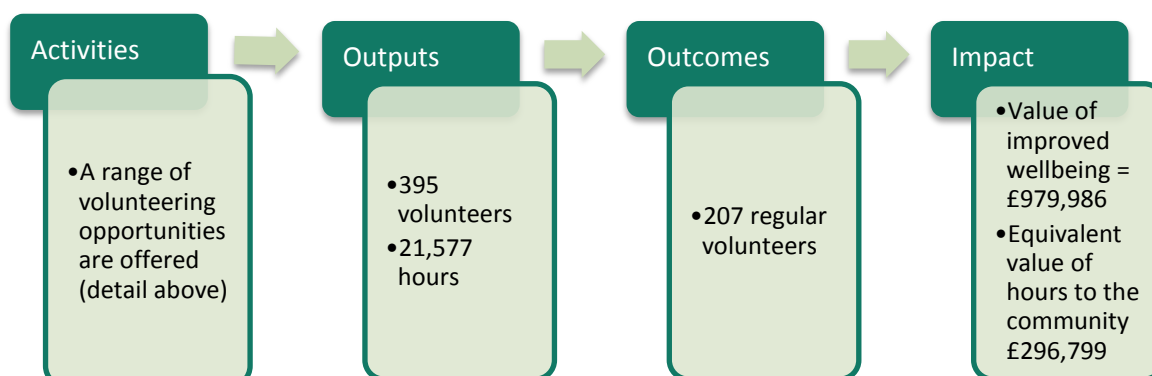 Activities
•A range of
volunteering
opportunities
are offered
(detail above)
Outputs
•395
volunteers
•21,577
hours
Outcomes
•207 regular
volunteers
Impact
•Value of
improved
wellbeing =
£979,986
•Equivalent
value of
hours to the
community
£296,799